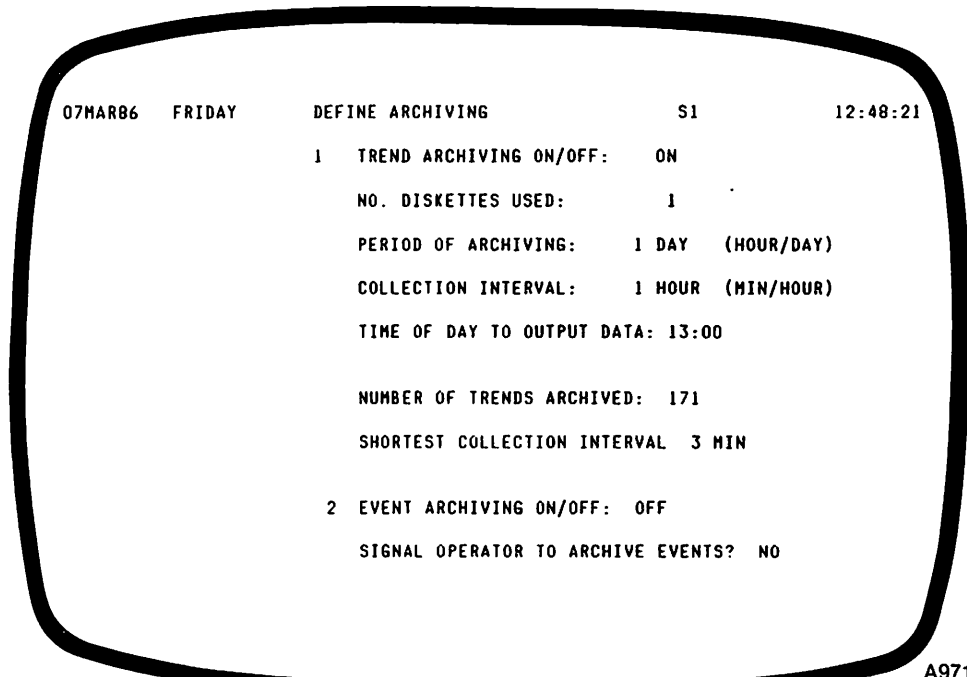 07MAR86 FRIDAY DEFINE ARCHIVING S1 12:48:21
1 TREND ARCHIVING ON/OFF: ON
NO. DISKETTES USED: 1
PERIOD OF ARCHIVING: 1 DAY (HOUR/DAY)
COLLECTION INTERVAL: 1 HOUR (MIN/HOUR)
TIME OF DAY TO OUTPUT DATA: 13:00
NUMBER OF TRENDS ARCHIVED: 171
SHORTEST COLLECTION INTERVAL 3 MIN
2 EVENT ARCHIVING ON/OFF: OFF
SIGNAL OPERATOR TO ARCHIVE EVENTS? NO
A971